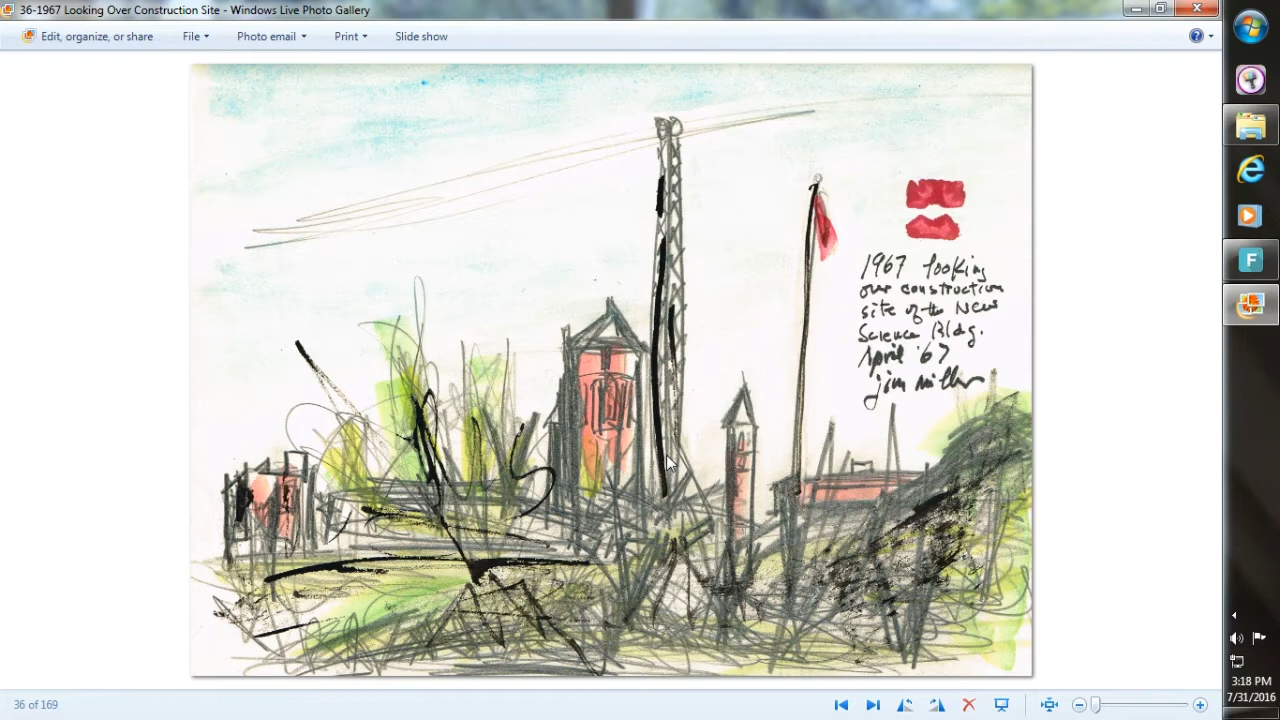 36-1967 Looking Over Construction Site - Windows Live Photo Gallery
Edit, organize, or share File Photo email Print Slide show
1967 looking
over construction
site of the New
Science Bldg.
April '67
jim miller
F
36 of 169
3:18 PM
7/31/2016